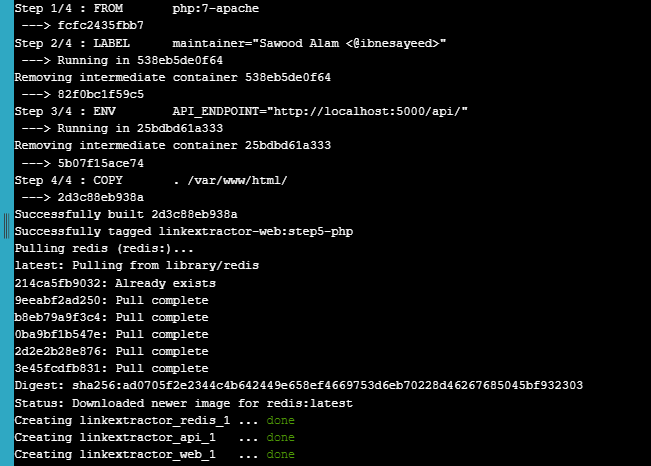 Step 1/4 : FROM       php:7-apache
 ---> fcfc2435fbb7
Step 2/4 : LABEL      maintainer="Sawood Alam <@ibnesayeed>"
 ---> Running in 538eb5de0f64
Removing intermediate container 538eb5de0f64
 ---> 82f0bc1f59c5
Step 3/4 : ENV        API_ENDPOINT="http://localhost:5000/api/"
 ---> Running in 25bdbd61a333
Removing intermediate container 25bdbd61a333
 ---> 5b07f15ace74
Step 4/4 : COPY       . /var/www/html/
 ---> 2d3c88eb938a
Successfully built 2d3c88eb938a
Successfully tagged linkextractor-web:step5-php
Pulling redis (redis:)...
latest: Pulling from library/redis
214ca5fb9032: Already exists
9eeabf2ad250: Pull complete
b8eb79a9f3c4: Pull complete
0ba9bf1b547e: Pull complete
2d2e2b28e876: Pull complete
3e45fcdfb831: Pull complete
Digest: sha256:ad0705f2e2344c4b642449e658ef4669753d6eb70228d46267685045bf932303
Status: Downloaded newer image for redis:latest
Creating linkextractor_redis_1 ... done
Creating linkextractor_api_1   ... done
Creating linkextractor_web_1   ... done